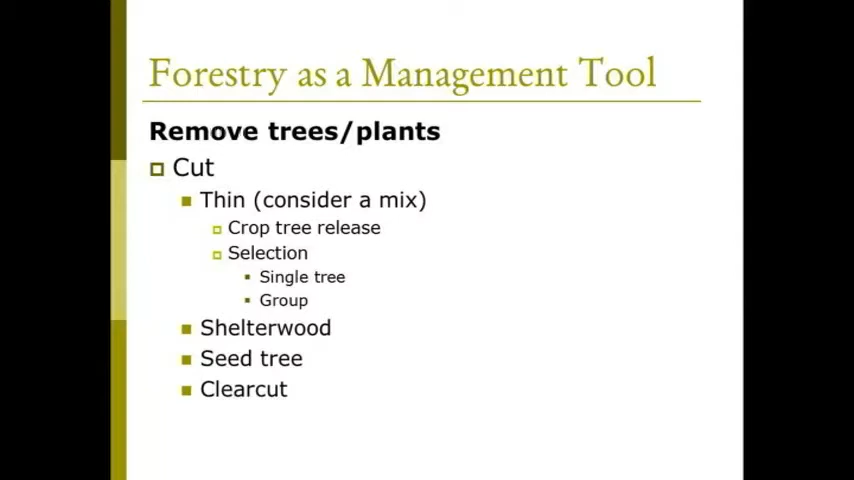 Forestry as a Management Tool
Remove trees/plants
Cut
Thin (consider a mix)
Crop tree release
Selection
Single tree
Group
Shelterwood
Seed tree
Clearcut